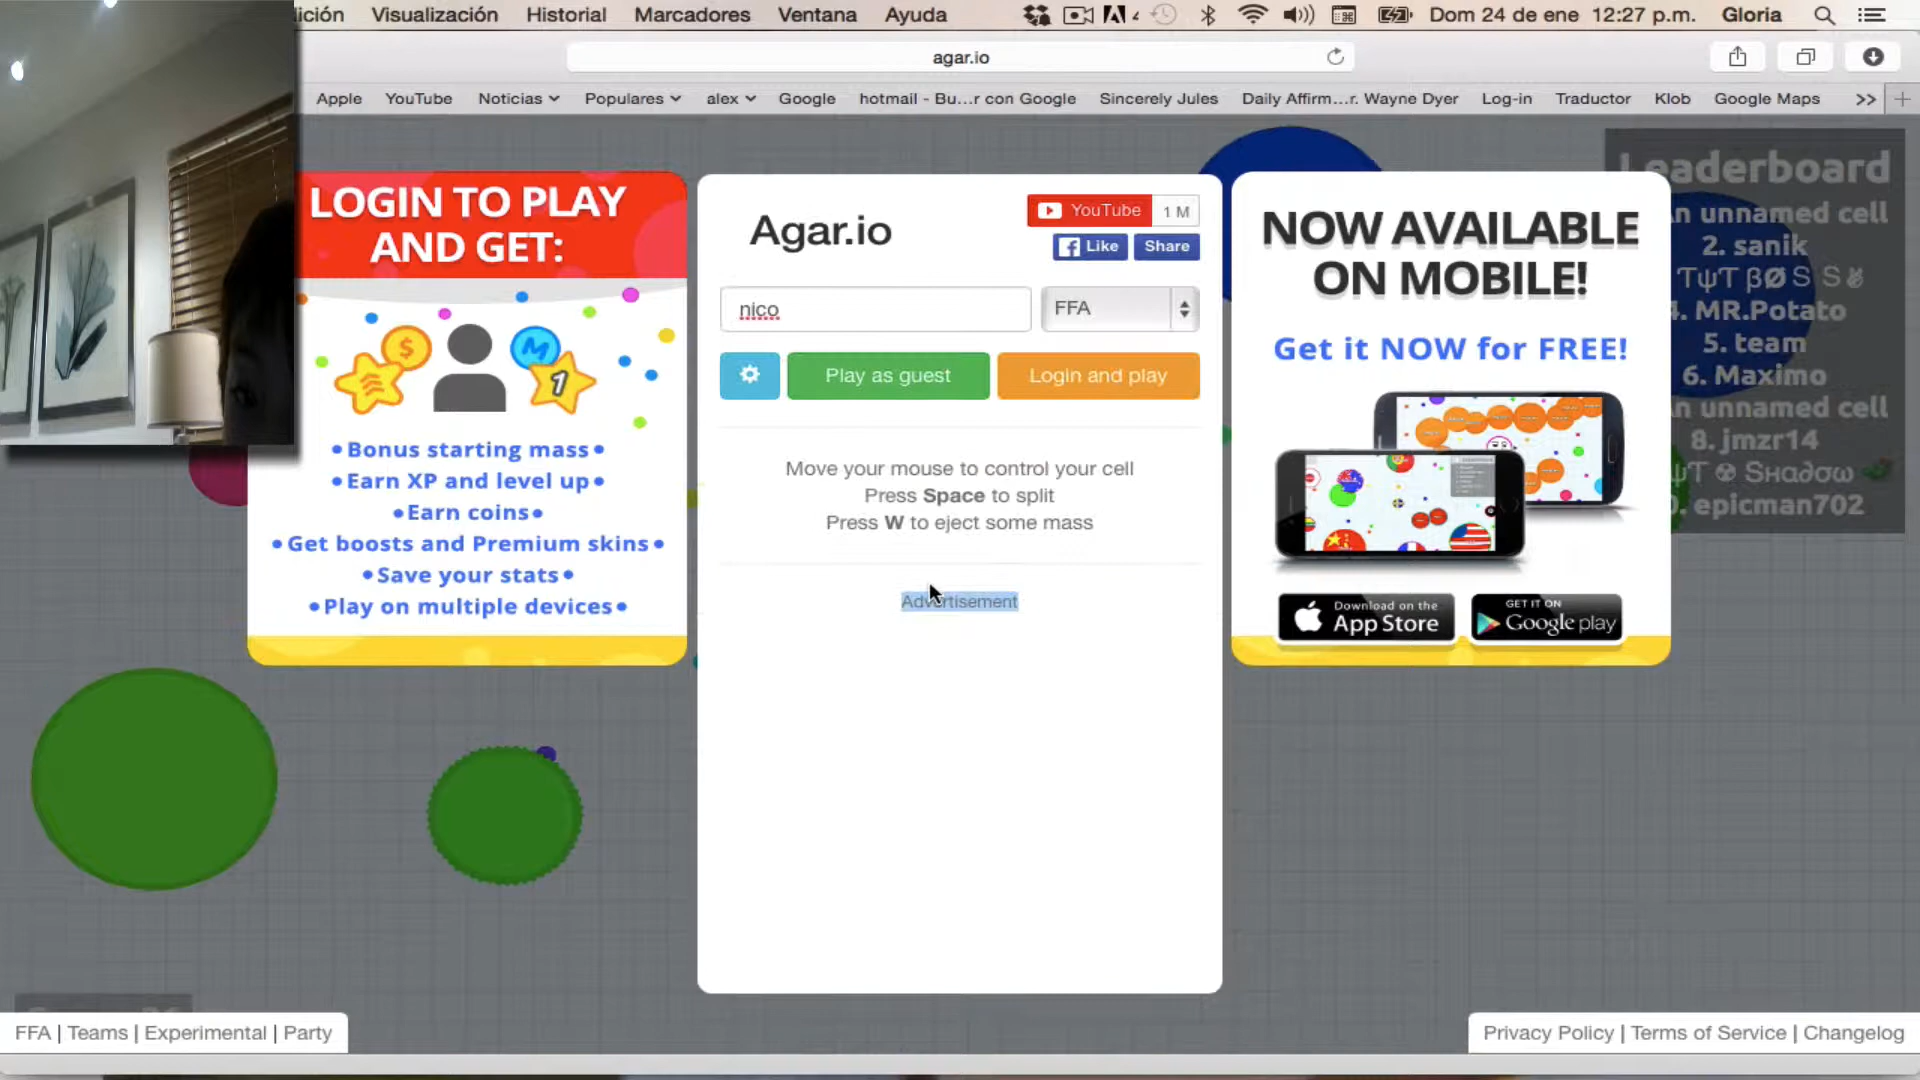 ición Visualización Historial Marcadores Ventana Ayuda Dom 24 de ene 12:27 p.m. Gloria
agar.io
Apple YouTube Noticias Populares alex Google hotmail - Bu...r con Google Sincerely Jules Daily Affirm...r. Wayne Dyer Log-in Traductor Klob Google Maps >>
LOGIN TO PLAY
AND GET:
•Bonus starting mass•
•Earn XP and level up•
•Earn coins•
•Get boosts and Premium skins•
•Save your stats•
•Play on multiple devices•
Agar.io
YouTube 1 M
Like Share
nico FFA
Play as guest Login and play
Move your mouse to control your cell
Press Space to split
Press W to eject some mass
Advertisement
NOW AVAILABLE
ON MOBILE!
Get it NOW for FREE!
Download on the
App Store
GET IT ON
Google play
Leaderboard
n unnamed cell
2. sanik
4. MR.Potato
5. team
6. Maximo
n unnamed cell
8. jmzr14
. epicman702
FFA | Teams | Experimental | Party
Privacy Policy | Terms of Service | Changelog